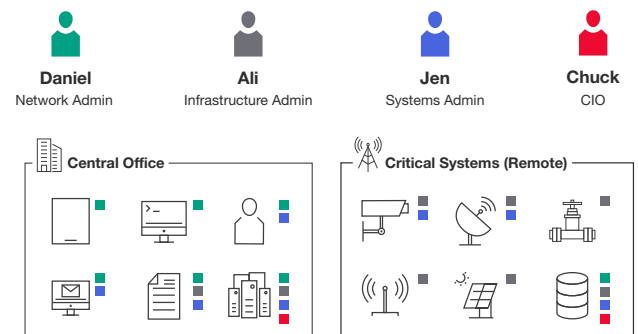 Daniel
Network Admin
Ali
Infrastructure Admin
Jen
Systems Admin
Chuck
CIO
Central Office
>_
Critical Systems (Remote)